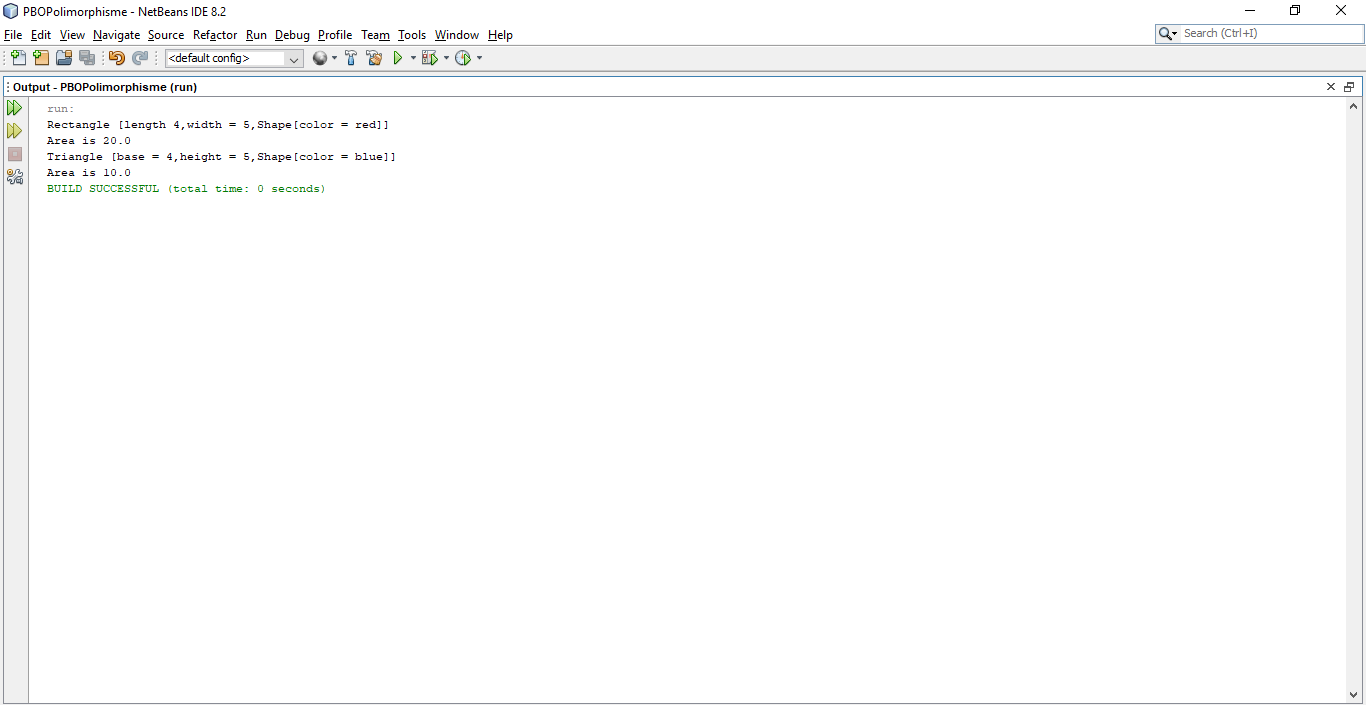 PBOPolimorphisme - NetBeans IDE 8.2
File Edit View Navigate Source Refactor Run Debug Profile Team Tools Window Help
Search (Ctrl+I)
<default config>
Output - PBOPolimorphisme (run)
run:
Rectangle [length 4,width = 5,Shape[color = red]]
Area is 20.0
Triangle [base = 4,height = 5,Shape[color = blue]]
Area is 10.0
BUILD SUCCESSFUL (total time: 0 seconds)